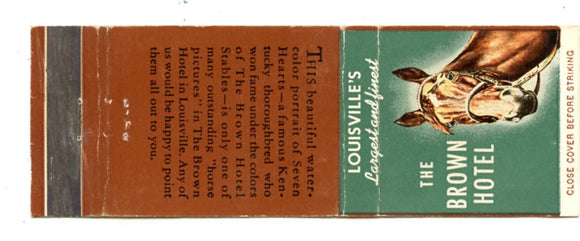 CLOSE COVER BEFORE STRIKING
THE
BROWN
HOTEL
LOUISVILLE'S
Largest and finest
THIS beautiful water-
color portrait of Seven
Hearts—a famous Ken-
tucky thoroughbred who
won fame under the colors
of The Brown Hotel
Stables—is only one of
many outstanding "horse
pictures" in The Brown
Hotel in Louisville. Any of
us would be happy to point
them all out to you.